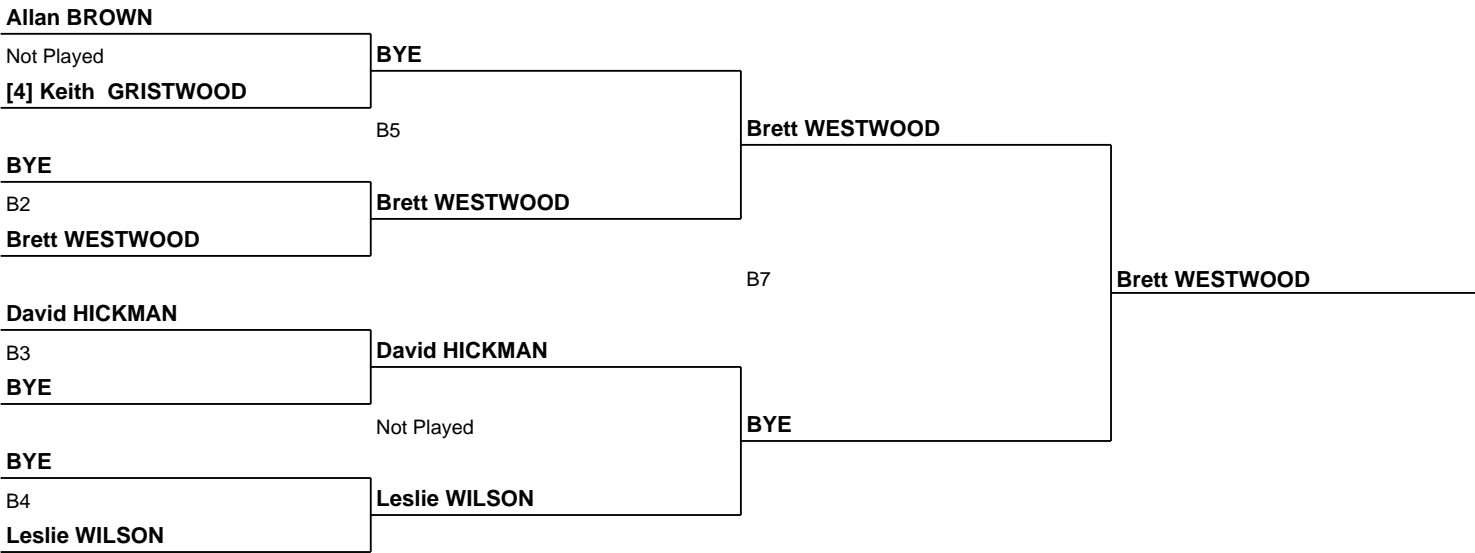 Allan BROWN
Not Played
[4] Keith  GRISTWOOD
BYE
B5
BYE
B2
Brett WESTWOOD
Brett WESTWOOD
Brett WESTWOOD
B7
Brett WESTWOOD
David HICKMAN
B3
BYE
David HICKMAN
Not Played
BYE
BYE
B4
Leslie WILSON
Leslie WILSON